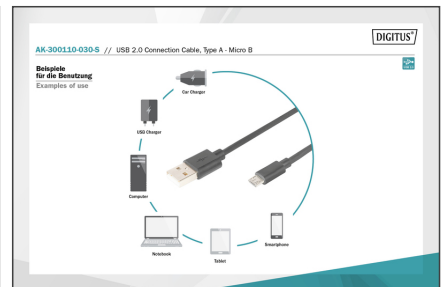 DIGITUS®
AK-300110-030-S // USB 2.0 Connection Cable, Type A - Micro B
Beispiele
für die Benutzung
Examples of use
Car Charger
USB Charger
Computer
Notebook
Tablet
Smartphone